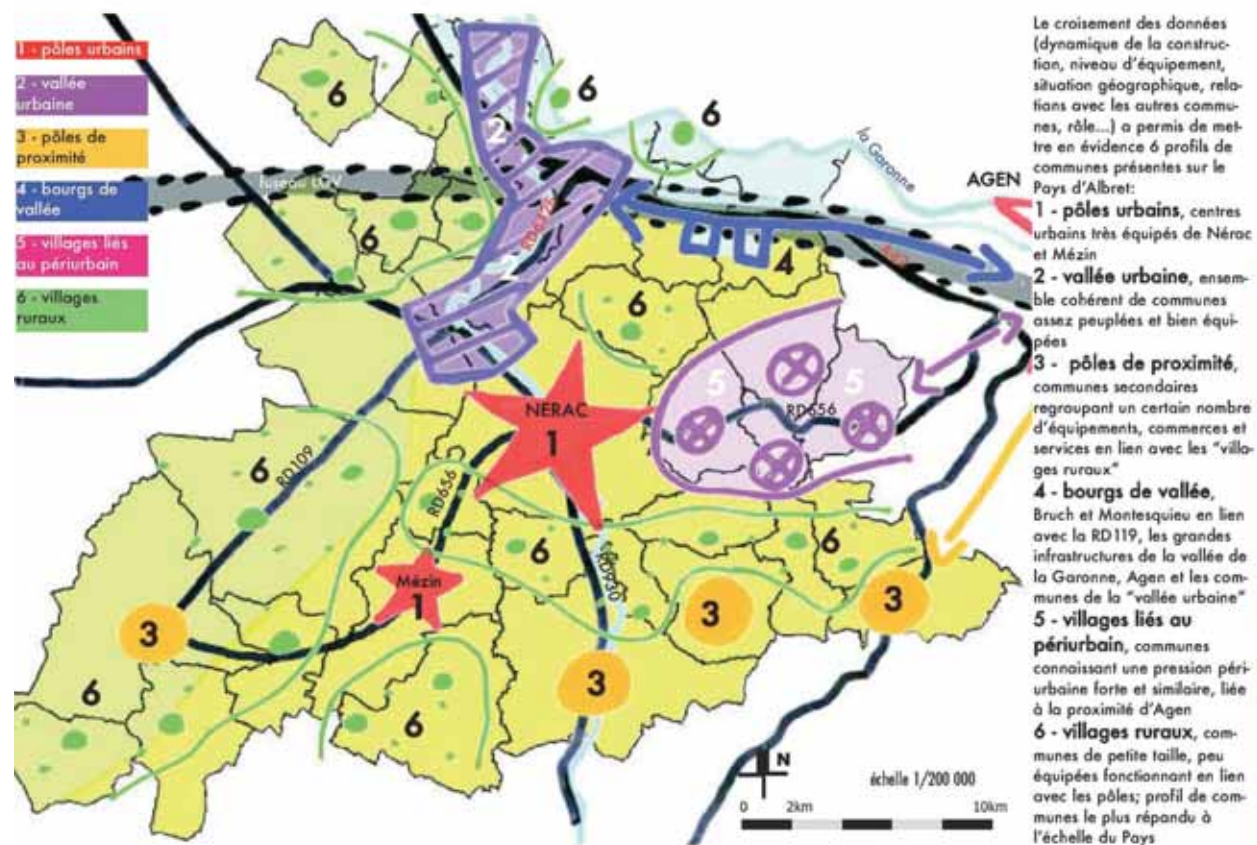 1 - pôles urbains
2 - vallée
urbaine
3 - pôles de
proximité
4 - bourgs de
vallée
5 - villages liés
au périurbain
6 - villages
ruraux
6
6
6
2
la Garonne
AGEN
fuseau LGV
6
2
4
6
2
5
5
NERAC
1
RD656
6
RD109
RD656
6
6
RD930
Mézin
1
3
3
3
3
6
6
N
échelle 1/200 000
0
2km
10km
Le croisement des données
(dynamique de la construc-
tion, niveau d'équipement,
situation géographique, rela-
tions avec les autres commu-
nes, rôle...) a permis de met-
tre en évidence 6 profils de
communes présentes sur le
Pays d'Albret:
1 - pôles urbains, centres
urbains très équipés de Nérac
et Mézin
2 - vallée urbaine, ensem-
ble cohérent de communes
assez peuplées et bien équi-
pées
3 - pôles de proximité,
communes secondaires
regroupant un certain nombre
d'équipements, commerces et
services en lien avec les "villa-
ges ruraux"
4 - bourgs de vallée,
Bruch et Montesquieu en lien
avec la RD119, les grandes
infrastructures de la vallée de
la Garonne, Agen et les com-
munes de la "vallée urbaine"
5 - villages liés au
périurbain, communes
connaissant une pression péri-
urbaine forte et similaire, liée
à la proximité d'Agen
6 - villages ruraux, com-
munes de petite taille, peu
équipées fonctionnant en lien
avec les pôles; profil de com-
munes le plus répandu à
l'échelle du Pays